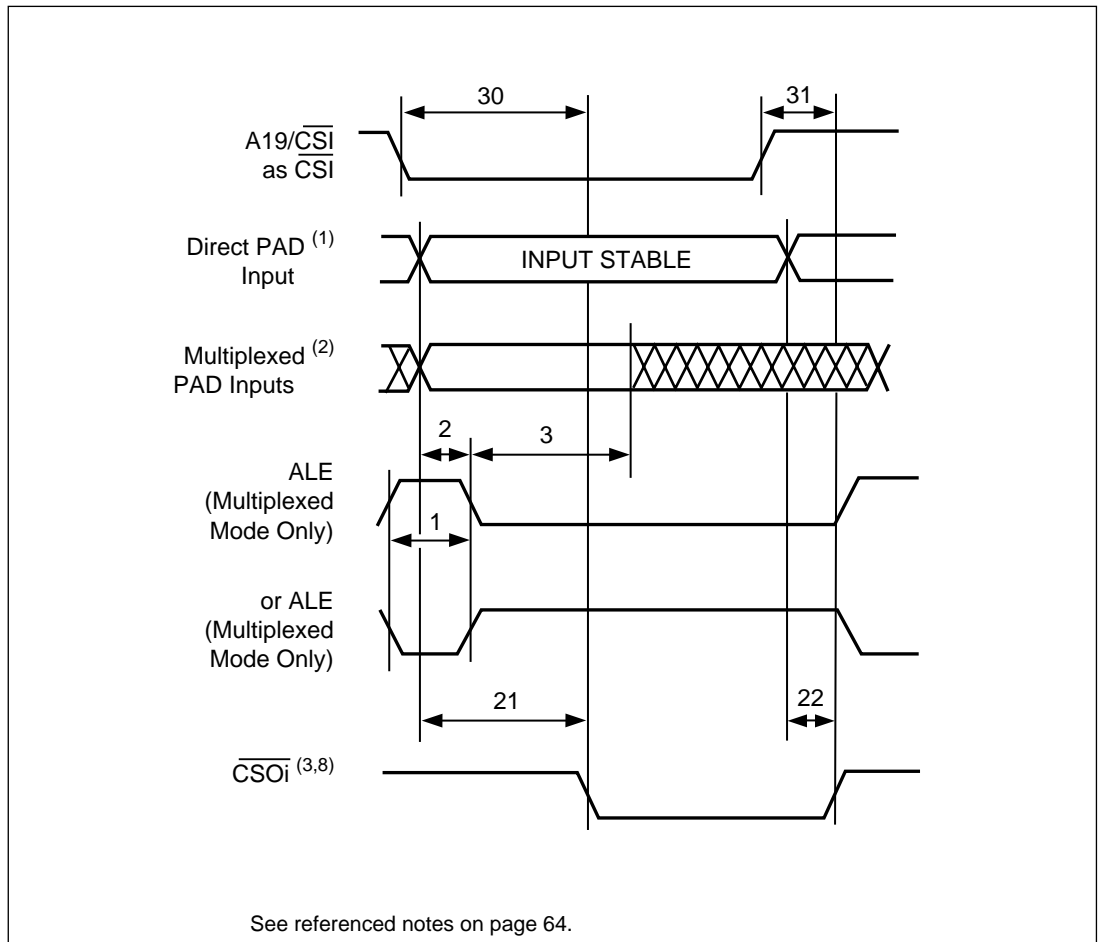 30
31
A19/CSI
as CSI
Direct PAD (1)
Input
INPUT STABLE
Multiplexed (2)
PAD Inputs
2
3
ALE
(Multiplexed
Mode Only)
1
or ALE
(Multiplexed
Mode Only)
21
22
CSOi (3,8)
See referenced notes on page 64.